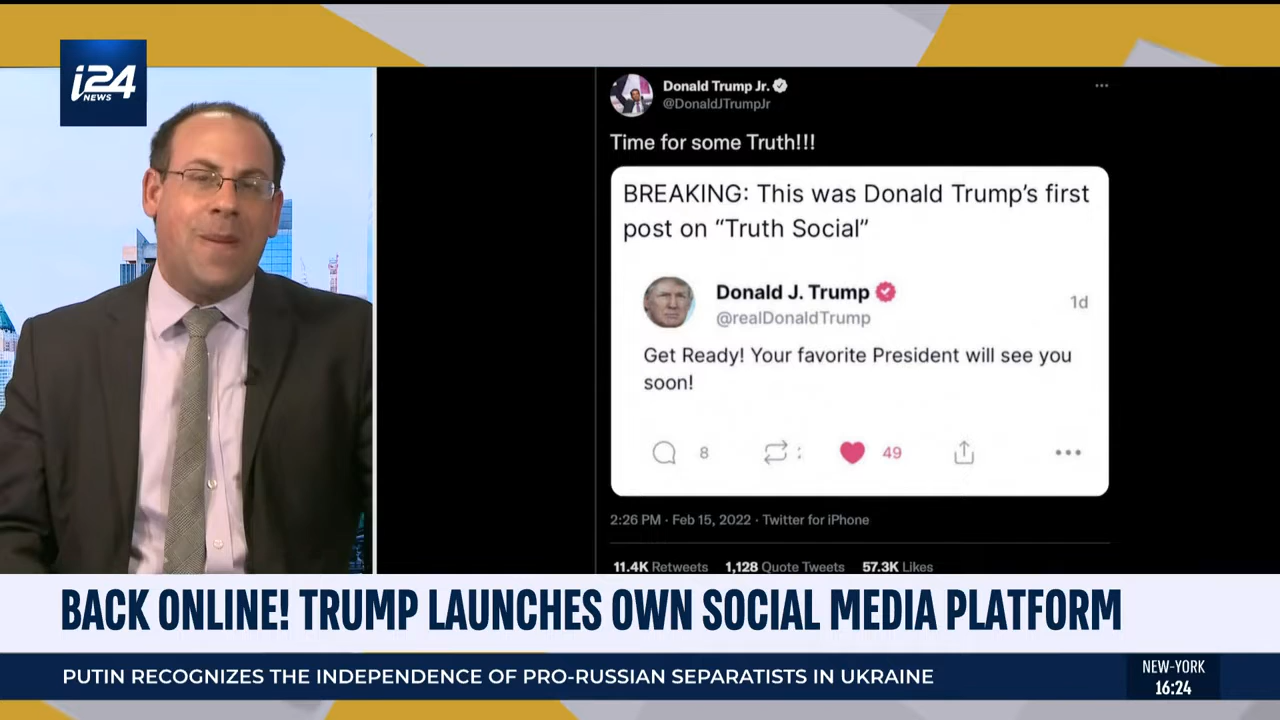 i24
NEWS
Donald Trump Jr.
@DonaldJTrumpJr
Time for some Truth!!!
BREAKING: This was Donald Trump’s first
post on “Truth Social”
Donald J. Trump
@realDonaldTrump
1d
Get Ready! Your favorite President will see you
soon!
8 49
2:26 PM · Feb 15, 2022 · Twitter for iPhone
11.4K Retweets 1,128 Quote Tweets 57.3K Likes
BACK ONLINE! TRUMP LAUNCHES OWN SOCIAL MEDIA PLATFORM
PUTIN RECOGNIZES THE INDEPENDENCE OF PRO-RUSSIAN SEPARATISTS IN UKRAINE
NEW-YORK
16:24